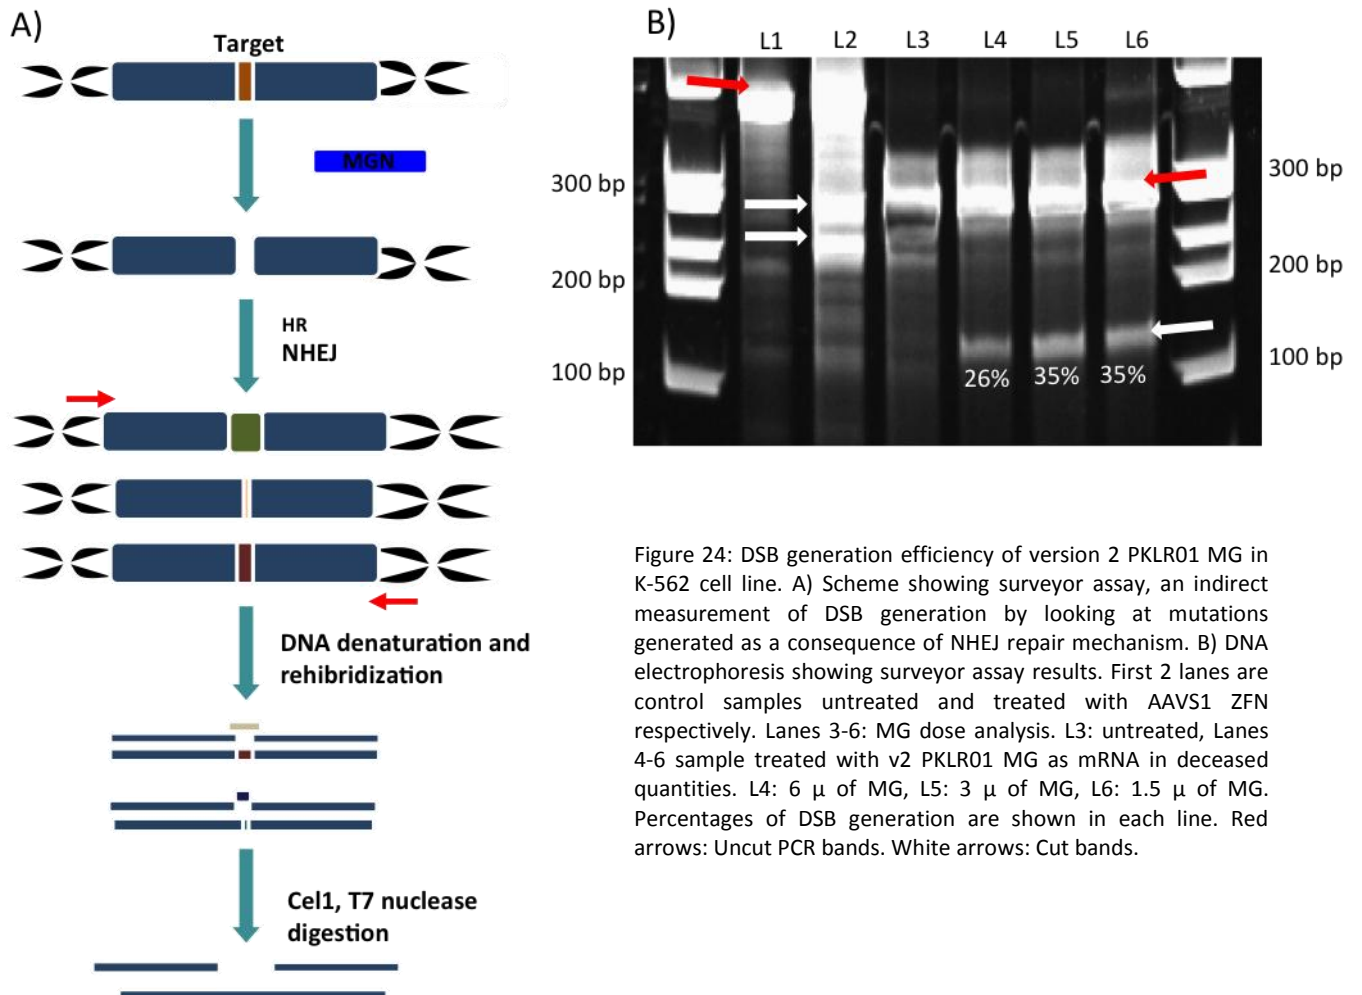 A)
Target
MGN
HR
NHEJ
DNA denaturation and
rehibridization
Cel1, T7 nuclease
digestion
B)
L1 L2 L3 L4 L5 L6
300 bp
200 bp
100 bp
300 bp
200 bp
100 bp
26% 35% 35%
Figure 24: DSB generation efficiency of version 2 PKLR01 MG in
K-562 cell line. A) Scheme showing surveyor assay, an indirect
measurement of DSB generation by looking at mutations
generated as a consequence of NHEJ repair mechanism. B) DNA
electrophoresis showing surveyor assay results. First 2 lanes are
control samples untreated and treated with AAVS1 ZFN
respectively. Lanes 3-6: MG dose analysis. L3: untreated, Lanes
4-6 sample treated with v2 PKLR01 MG as mRNA in deceased
quantities. L4: 6 μ of MG, L5: 3 μ of MG, L6: 1.5 μ of MG.
Percentages of DSB generation are shown in each line. Red
arrows: Uncut PCR bands. White arrows: Cut bands.